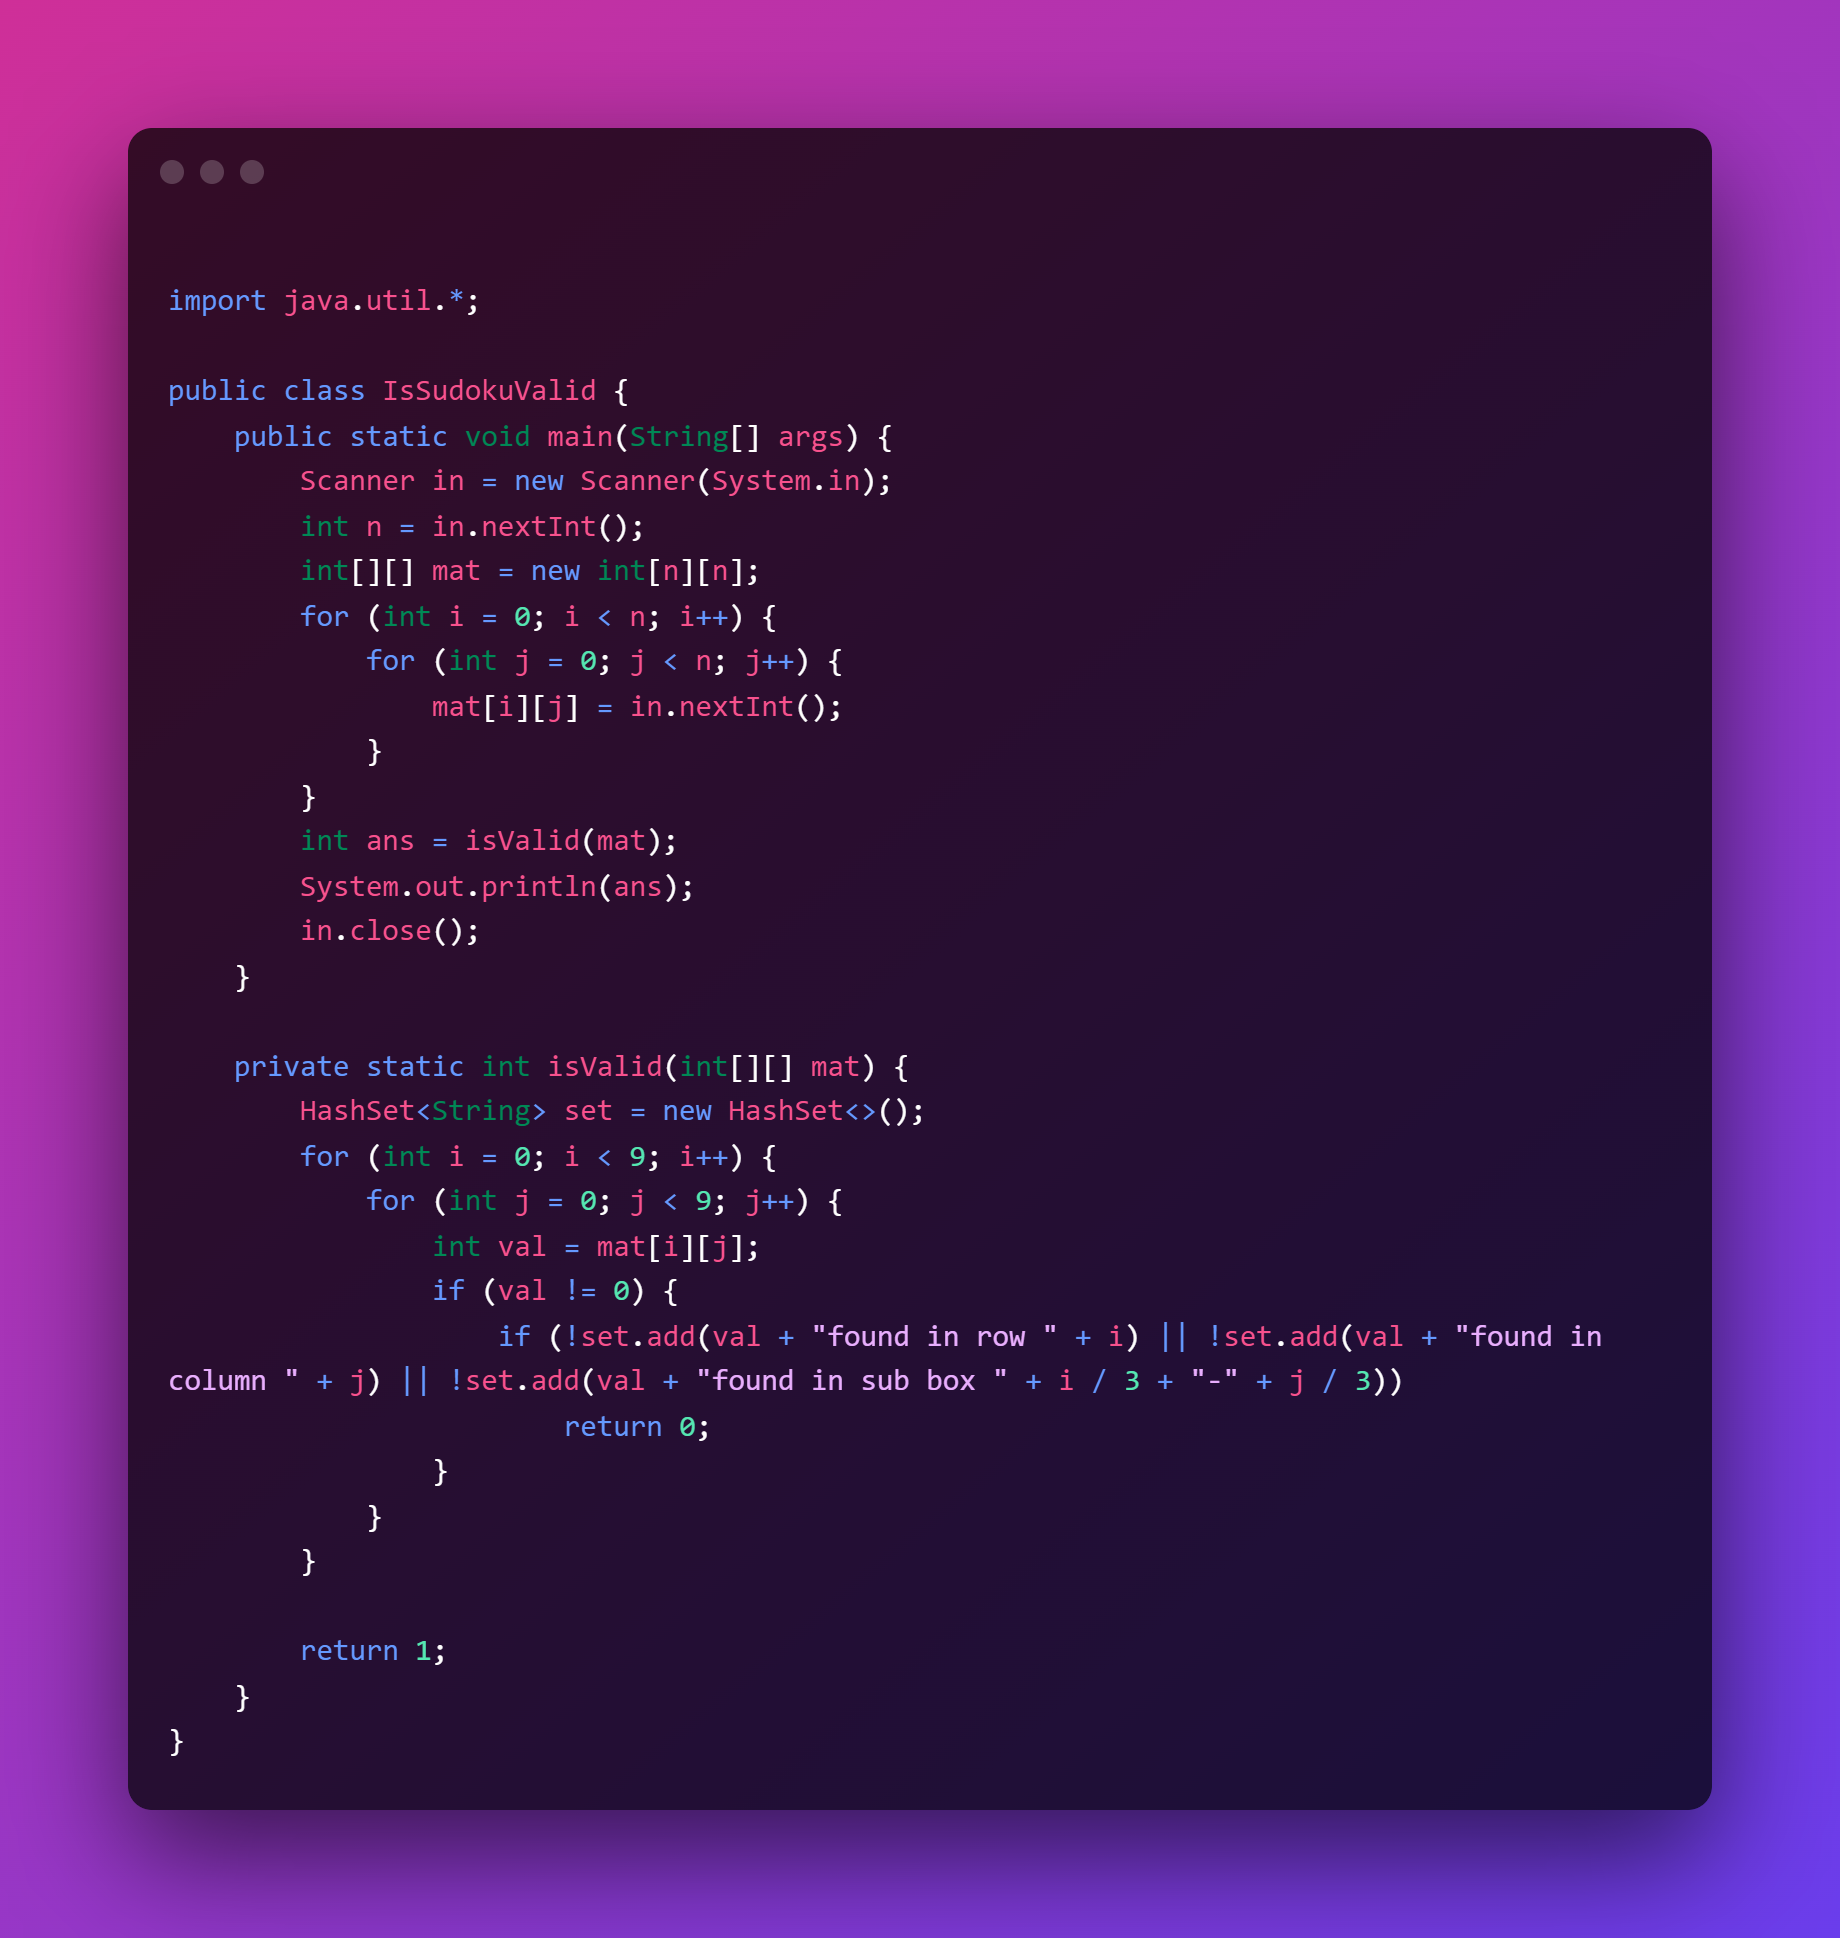 import java.util.*;

public class IsSudokuValid {
    public static void main(String[] args) {
        Scanner in = new Scanner(System.in);
        int n = in.nextInt();
        int[][] mat = new int[n][n];
        for (int i = 0; i < n; i++) {
            for (int j = 0; j < n; j++) {
                mat[i][j] = in.nextInt();
            }
        }
        int ans = isValid(mat);
        System.out.println(ans);
        in.close();
    }

    private static int isValid(int[][] mat) {
        HashSet<String> set = new HashSet<>();
        for (int i = 0; i < 9; i++) {
            for (int j = 0; j < 9; j++) {
                int val = mat[i][j];
                if (val != 0) {
                    if (!set.add(val + "found in row " + i) || !set.add(val + "found in
column " + j) || !set.add(val + "found in sub box " + i / 3 + "-" + j / 3))
                        return 0;
                }
            }
        }

        return 1;
    }
}